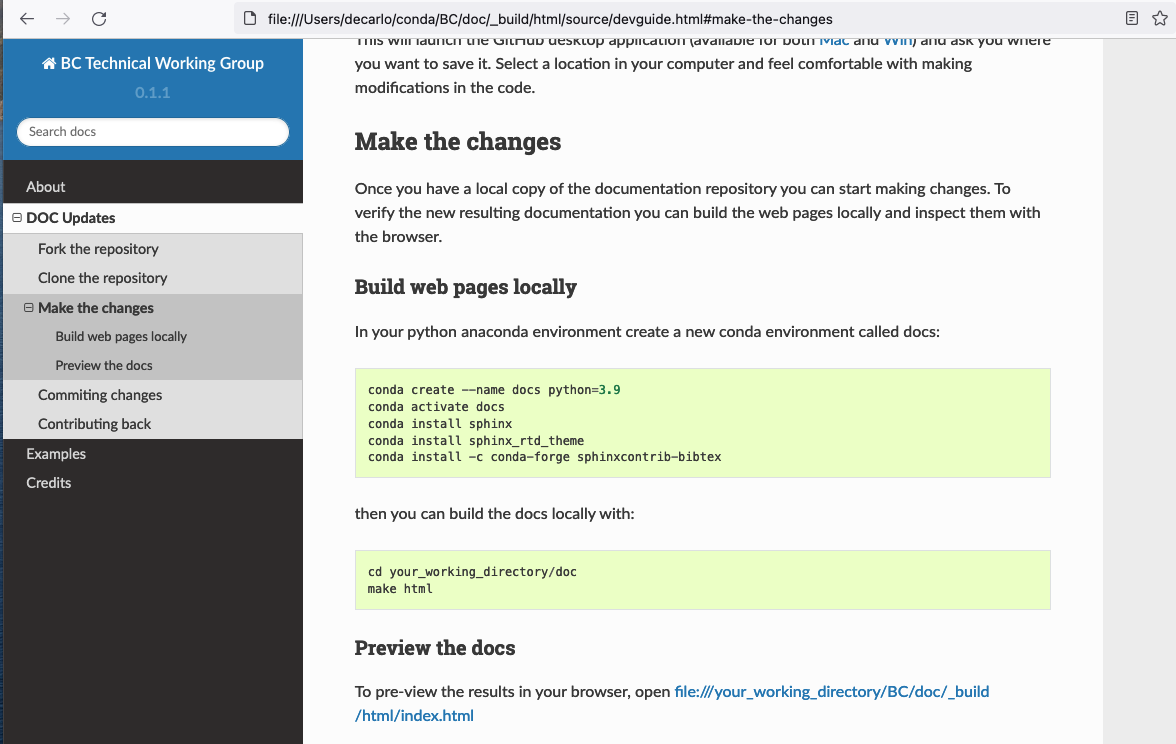 file:///Users/decarlo/conda/BC/doc/_build/html/source/devguide.html#make-the-changes
BC Technical Working Group
0.1.1
Search docs
About
DOC Updates
Fork the repository
Clone the repository
Make the changes
Build web pages locally
Preview the docs
Commiting changes
Contributing back
Examples
Credits
This will launch the GitHub desktop application (available for both Mac and Win) and ask you where
you want to save it. Select a location in your computer and feel comfortable with making
modifications in the code.
Make the changes
Once you have a local copy of the documentation repository you can start making changes. To
verify the new resulting documentation you can build the web pages locally and inspect them with
the browser.
Build web pages locally
In your python anaconda environment create a new conda environment called docs:
conda create --name docs python=3.9
conda activate docs
conda install sphinx
conda install sphinx_rtd_theme
conda install -c conda-forge sphinxcontrib-bibtex
then you can build the docs locally with:
cd your_working_directory/doc
make html
Preview the docs
To pre-view the results in your browser, open file:///your_working_directory/BC/doc/_build
/html/index.html